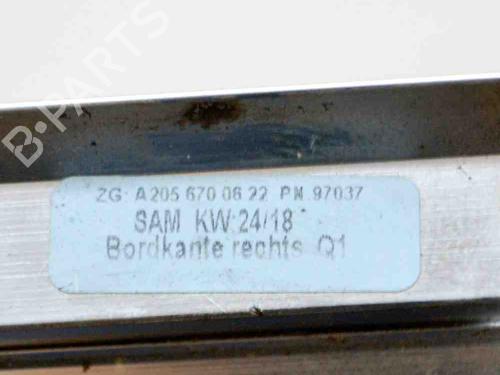 B-PARTS
ZG: A 205 670 06 22 PN 97037
SAM KW:24/18
Bordkante rechts Q1